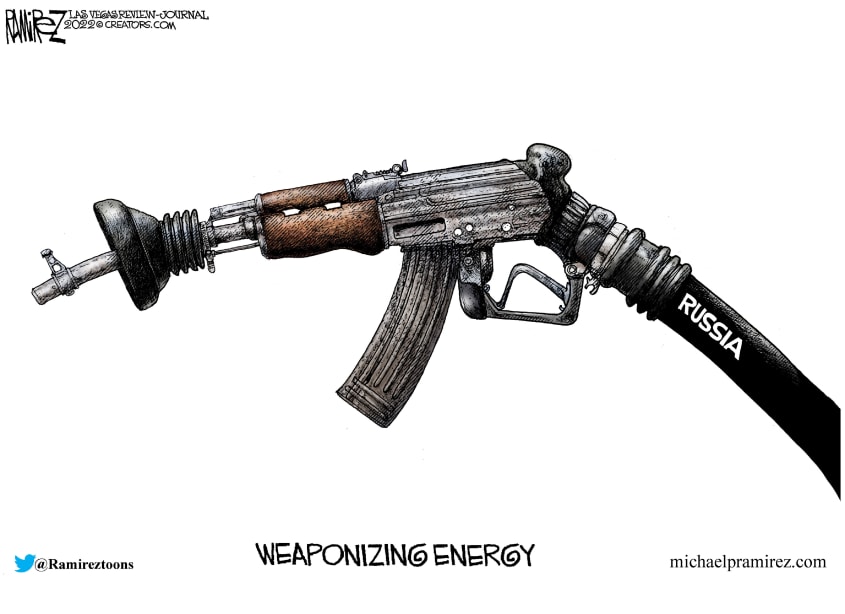 RAMIREZ
LAS VEGAS REVIEW-JOURNAL
2022 © CREATORS.COM
RUSSIA
WEAPONIZING ENERGY
@Ramireztoons
michaelpramirez.com